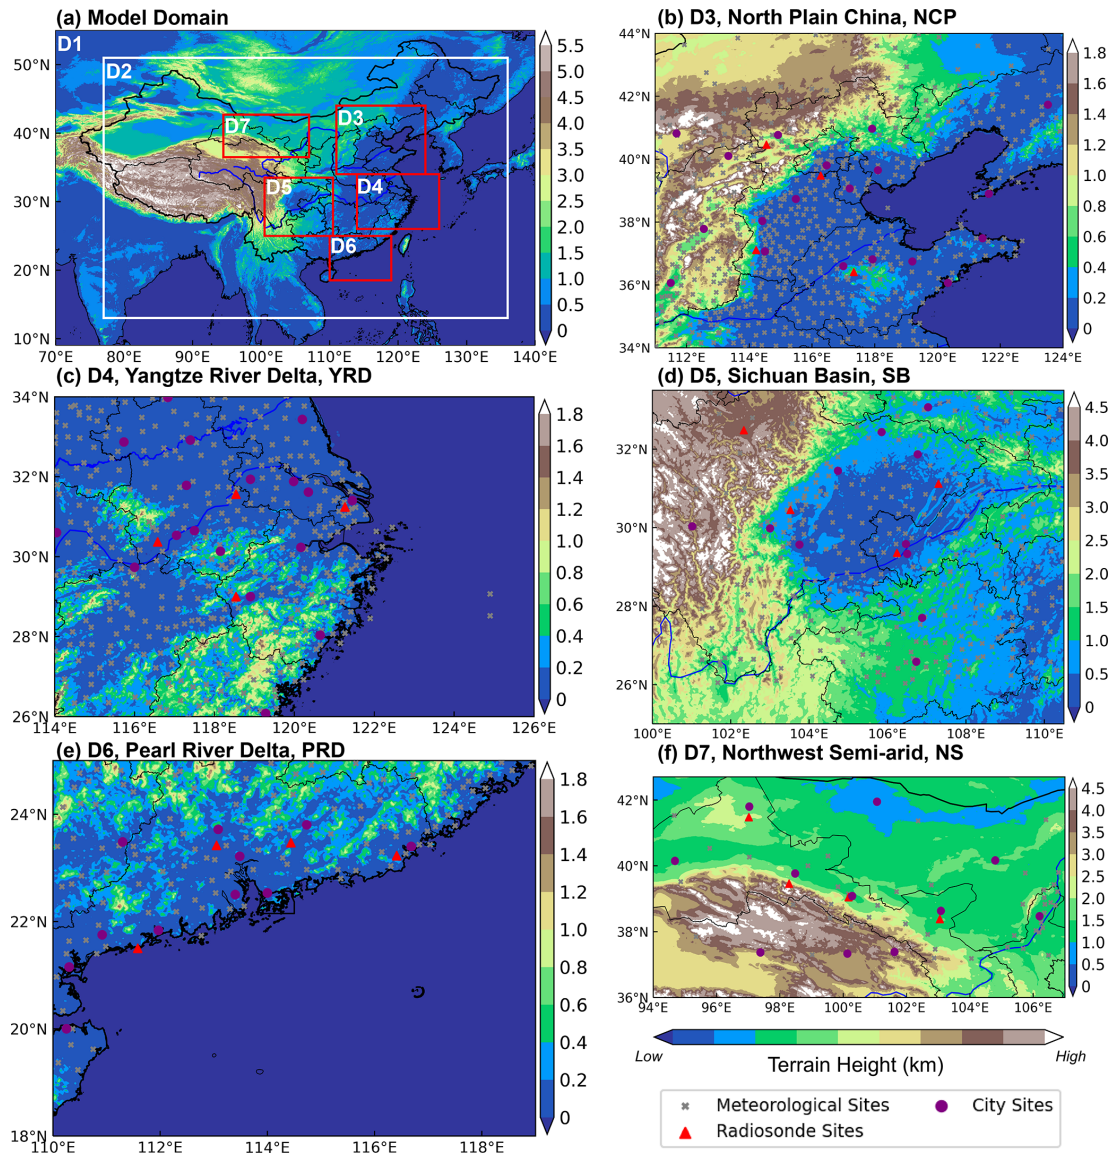 (a) Model Domain
D1
D2
D7
D3
D5
D4
D6
50°N
40°N
30°N
20°N
10°N
70°E
80°E
90°E
100°E
110°E
120°E
130°E
140°E
5.5
5.0
4.5
4.0
3.5
3.0
2.5
2.0
1.5
1.0
0.5
0
(b) D3, North Plain China, NCP
44°N
42°N
40°N
38°N
36°N
34°N
112°E
114°E
116°E
118°E
120°E
122°E
124°E
1.8
1.6
1.4
1.2
1.0
0.8
0.6
0.4
0.2
0
(c) D4, Yangtze River Delta, YRD
34°N
32°N
30°N
28°N
26°N
114°E
116°E
118°E
120°E
122°E
124°E
126°E
1.8
1.6
1.4
1.2
1.0
0.8
0.6
0.4
0.2
0
(d) D5, Sichuan Basin, SB
32°N
30°N
28°N
26°N
100°E
102°E
104°E
106°E
108°E
110°E
4.5
4.0
3.5
3.0
2.5
2.0
1.5
1.0
0.5
0
(e) D6, Pearl River Delta, PRD
24°N
22°N
20°N
18°N
110°E
112°E
114°E
116°E
118°E
1.8
1.6
1.4
1.2
1.0
0.8
0.6
0.4
0.2
0
(f) D7, Northwest Semi-arid, NS
42°N
40°N
38°N
36°N
94°E
96°E
98°E
100°E
102°E
104°E
106°E
4.5
4.0
3.5
3.0
2.5
2.0
1.5
1.0
0.5
0
Low
High
Terrain Height (km)
Meteorological Sites
City Sites
Radiosonde Sites